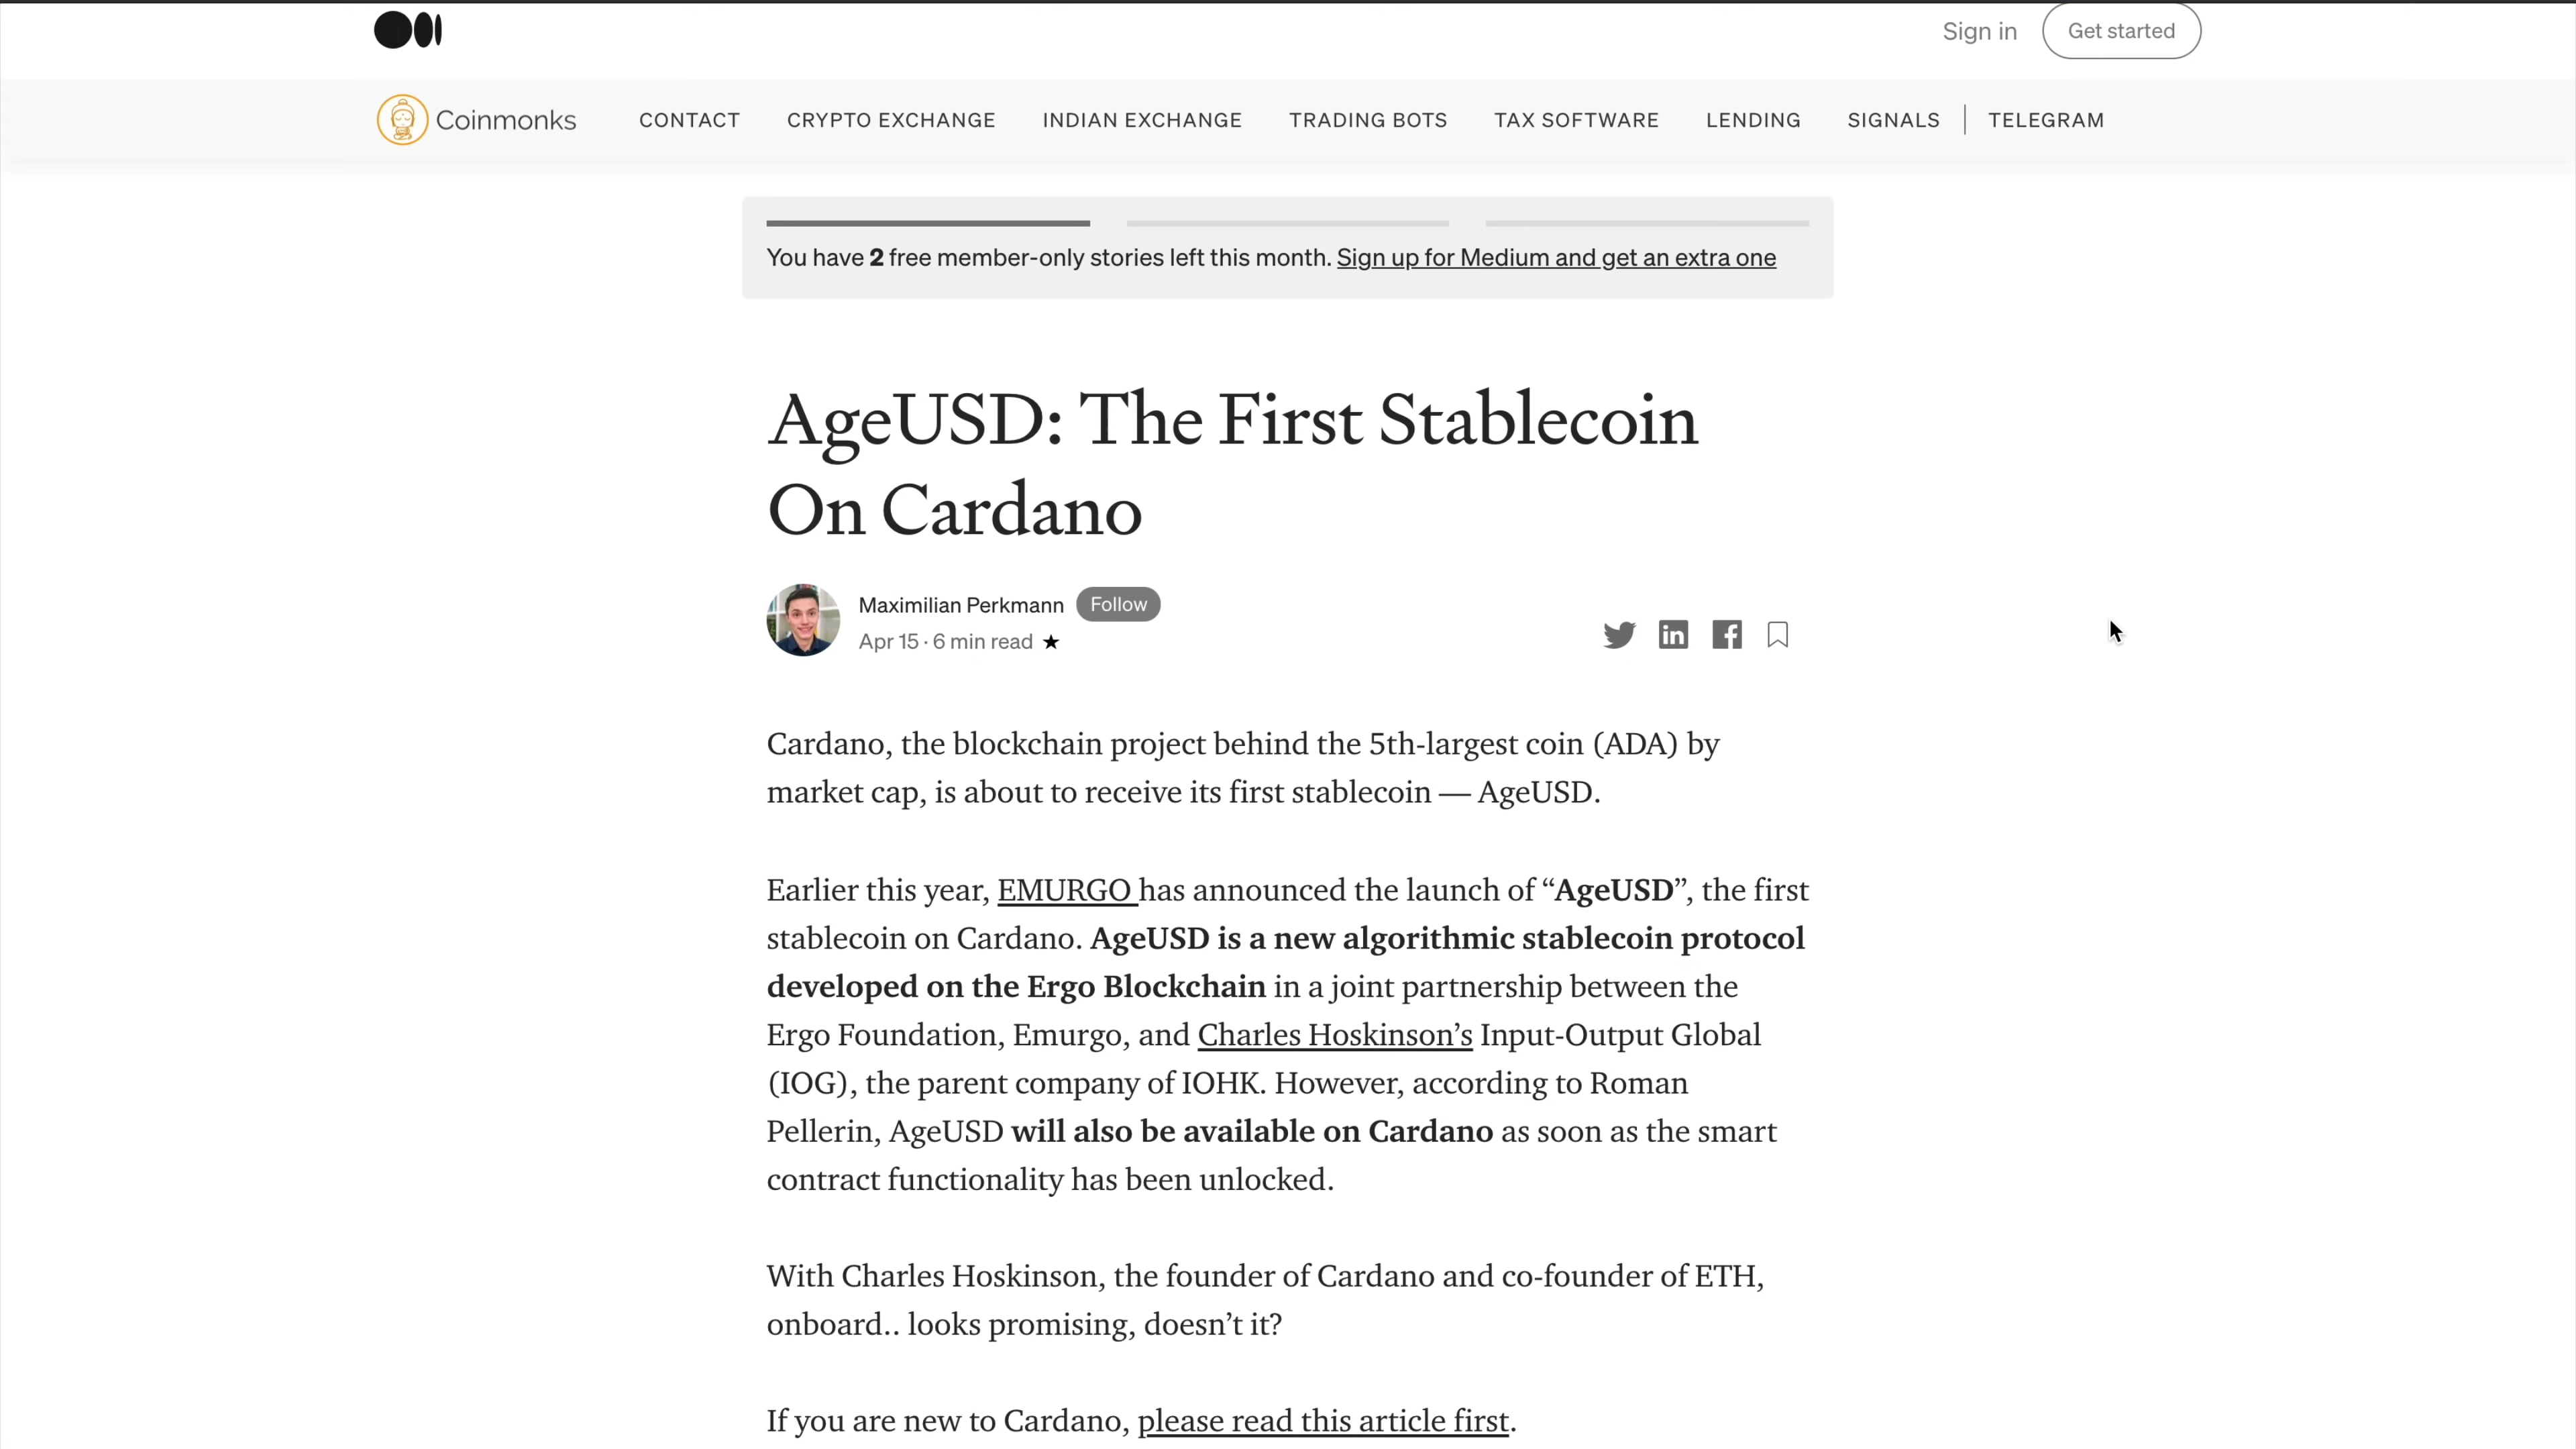 Sign in
Get started
Coinmonks
CONTACT
CRYPTO EXCHANGE
INDIAN EXCHANGE
TRADING BOTS
TAX SOFTWARE
LENDING
SIGNALS
TELEGRAM
You have 2 free member-only stories left this month. Sign up for Medium and get an extra one
AgeUSD: The First Stablecoin
On Cardano
Maximilian Perkmann
Follow
Apr 15 · 6 min read ★
Cardano, the blockchain project behind the 5th-largest coin (ADA) by
market cap, is about to receive its first stablecoin — AgeUSD.
Earlier this year, EMURGO has announced the launch of “AgeUSD”, the first
stablecoin on Cardano. AgeUSD is a new algorithmic stablecoin protocol
developed on the Ergo Blockchain in a joint partnership between the
Ergo Foundation, Emurgo, and Charles Hoskinson’s Input-Output Global
(IOG), the parent company of IOHK. However, according to Roman
Pellerin, AgeUSD will also be available on Cardano as soon as the smart
contract functionality has been unlocked.
With Charles Hoskinson, the founder of Cardano and co-founder of ETH,
onboard.. looks promising, doesn’t it?
If you are new to Cardano, please read this article first.